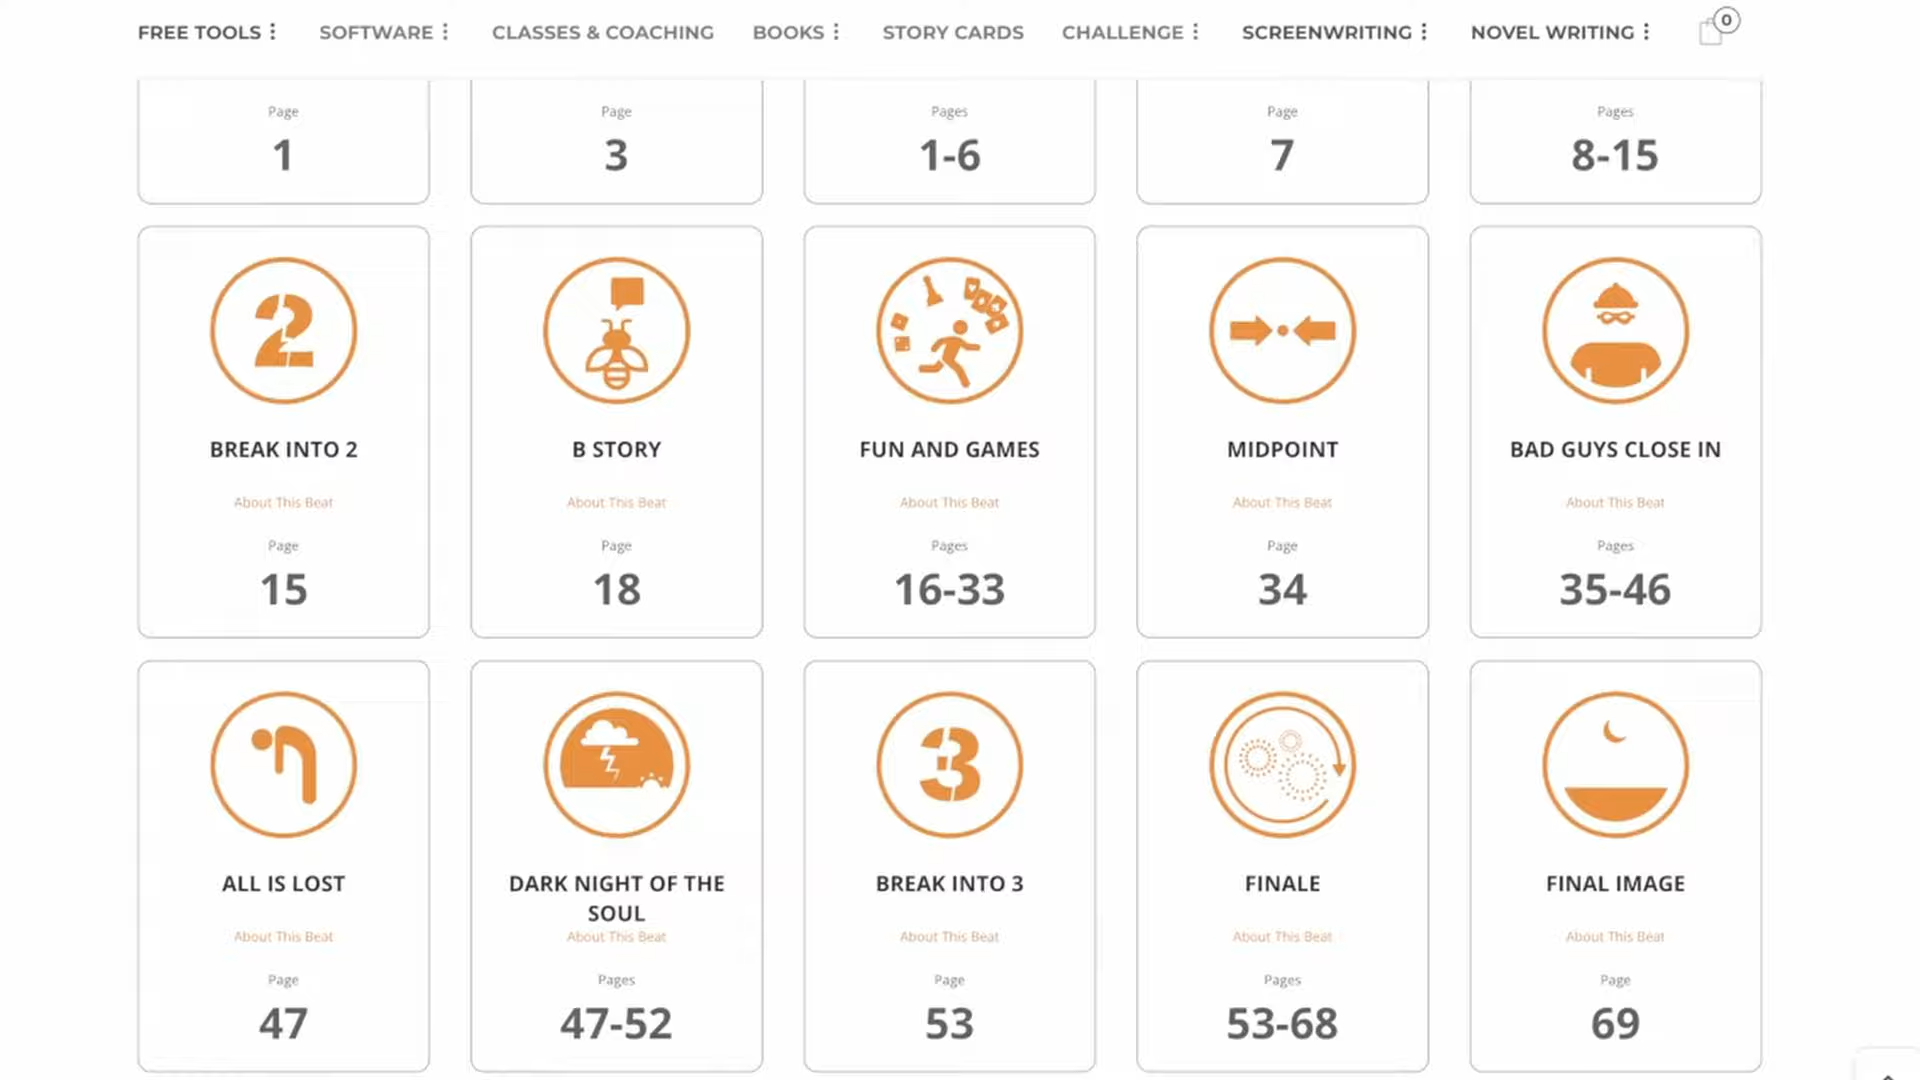 FREE TOOLS SOFTWARE CLASSES & COACHING BOOKS STORY CARDS CHALLENGE SCREENWRITING NOVEL WRITING 0
Page Page Pages Page Pages
1 3 1-6 7 8-15
2
BREAK INTO 2 B STORY FUN AND GAMES MIDPOINT BAD GUYS CLOSE IN
About This Beat About This Beat About This Beat About This Beat About This Beat
Page Page Pages Page Pages
15 18 16-33 34 35-46
3
ALL IS LOST DARK NIGHT OF THE BREAK INTO 3 FINALE FINAL IMAGE
SOUL
About This Beat About This Beat About This Beat About This Beat About This Beat
Page Pages Page Pages Page
47 47-52 53 53-68 69